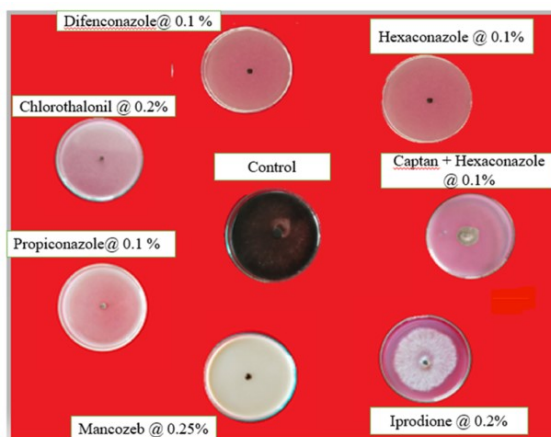 Difenconazole@ 0.1 %
Hexaconazole @ 0.1%
Chlorothalonil @ 0.2%
Control
Captan + Hexaconazole
@ 0.1%
Propiconazole@ 0.1 %
Mancozeb @ 0.25%
Iprodione @ 0.2%